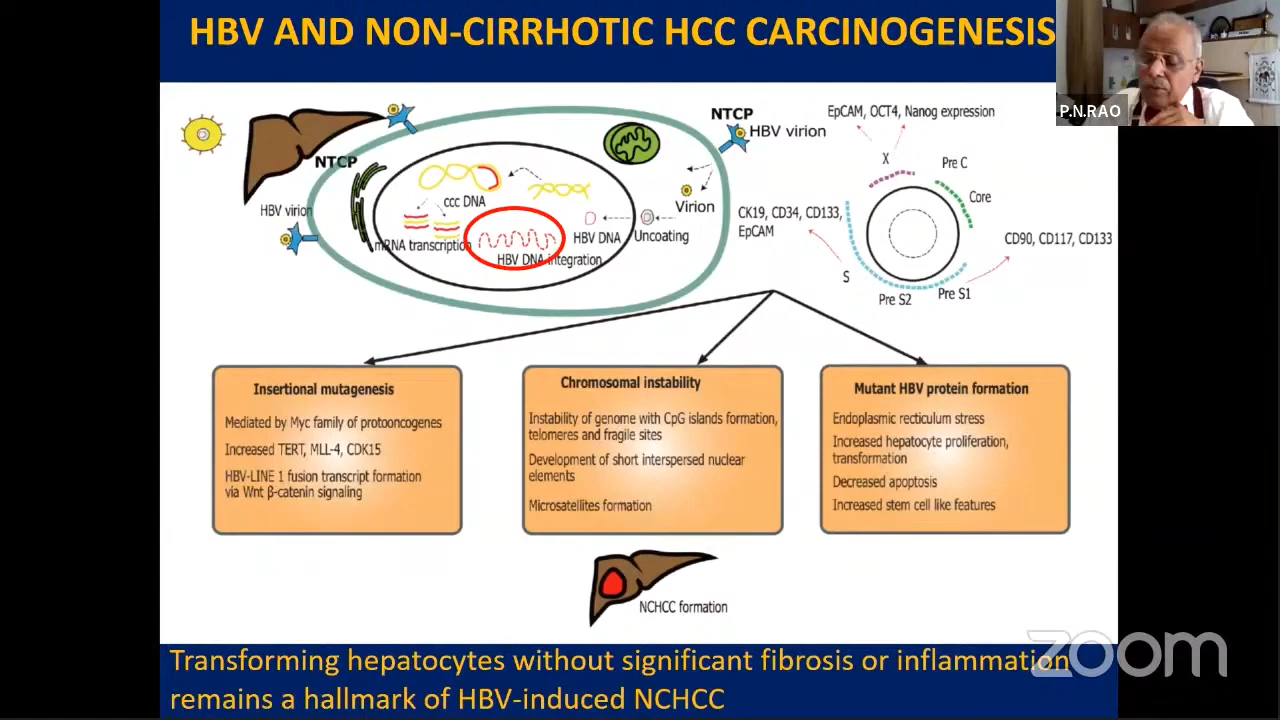 HBV AND NON-CIRRHOTIC HCC CARCINOGENESIS
P.N.RAO
NTCP
HBV virion
NTCP
HBV virion
ccc DNA
mRNA transcription
HBV DNA integration
HBV DNA
Uncoating
Virion
EpCAM, OCT4, Nanog expression
X
Pre C
Core
CK19, CD34, CD133,
EpCAM
CD90, CD117, CD133
S
Pre S2
Pre S1
Insertional mutagenesis
Mediated by Myc family of protooncogenes
Increased TERT, MLL-4, CDK15
HBV-LINE 1 fusion transcript formation
via Wnt β-catenin signaling
Chromosomal instability
Instability of genome with CpG islands formation,
telomeres and fragile sites
Development of short interspersed nuclear
elements
Microsatellites formation
Mutant HBV protein formation
Endoplasmic recticulum stress
Increased hepatocyte proliferation,
transformation
Decreased apoptosis
Increased stem cell like features
NCHCC formation
Transforming hepatocytes without significant fibrosis or inflammation
remains a hallmark of HBV-induced NCHCC
zoom